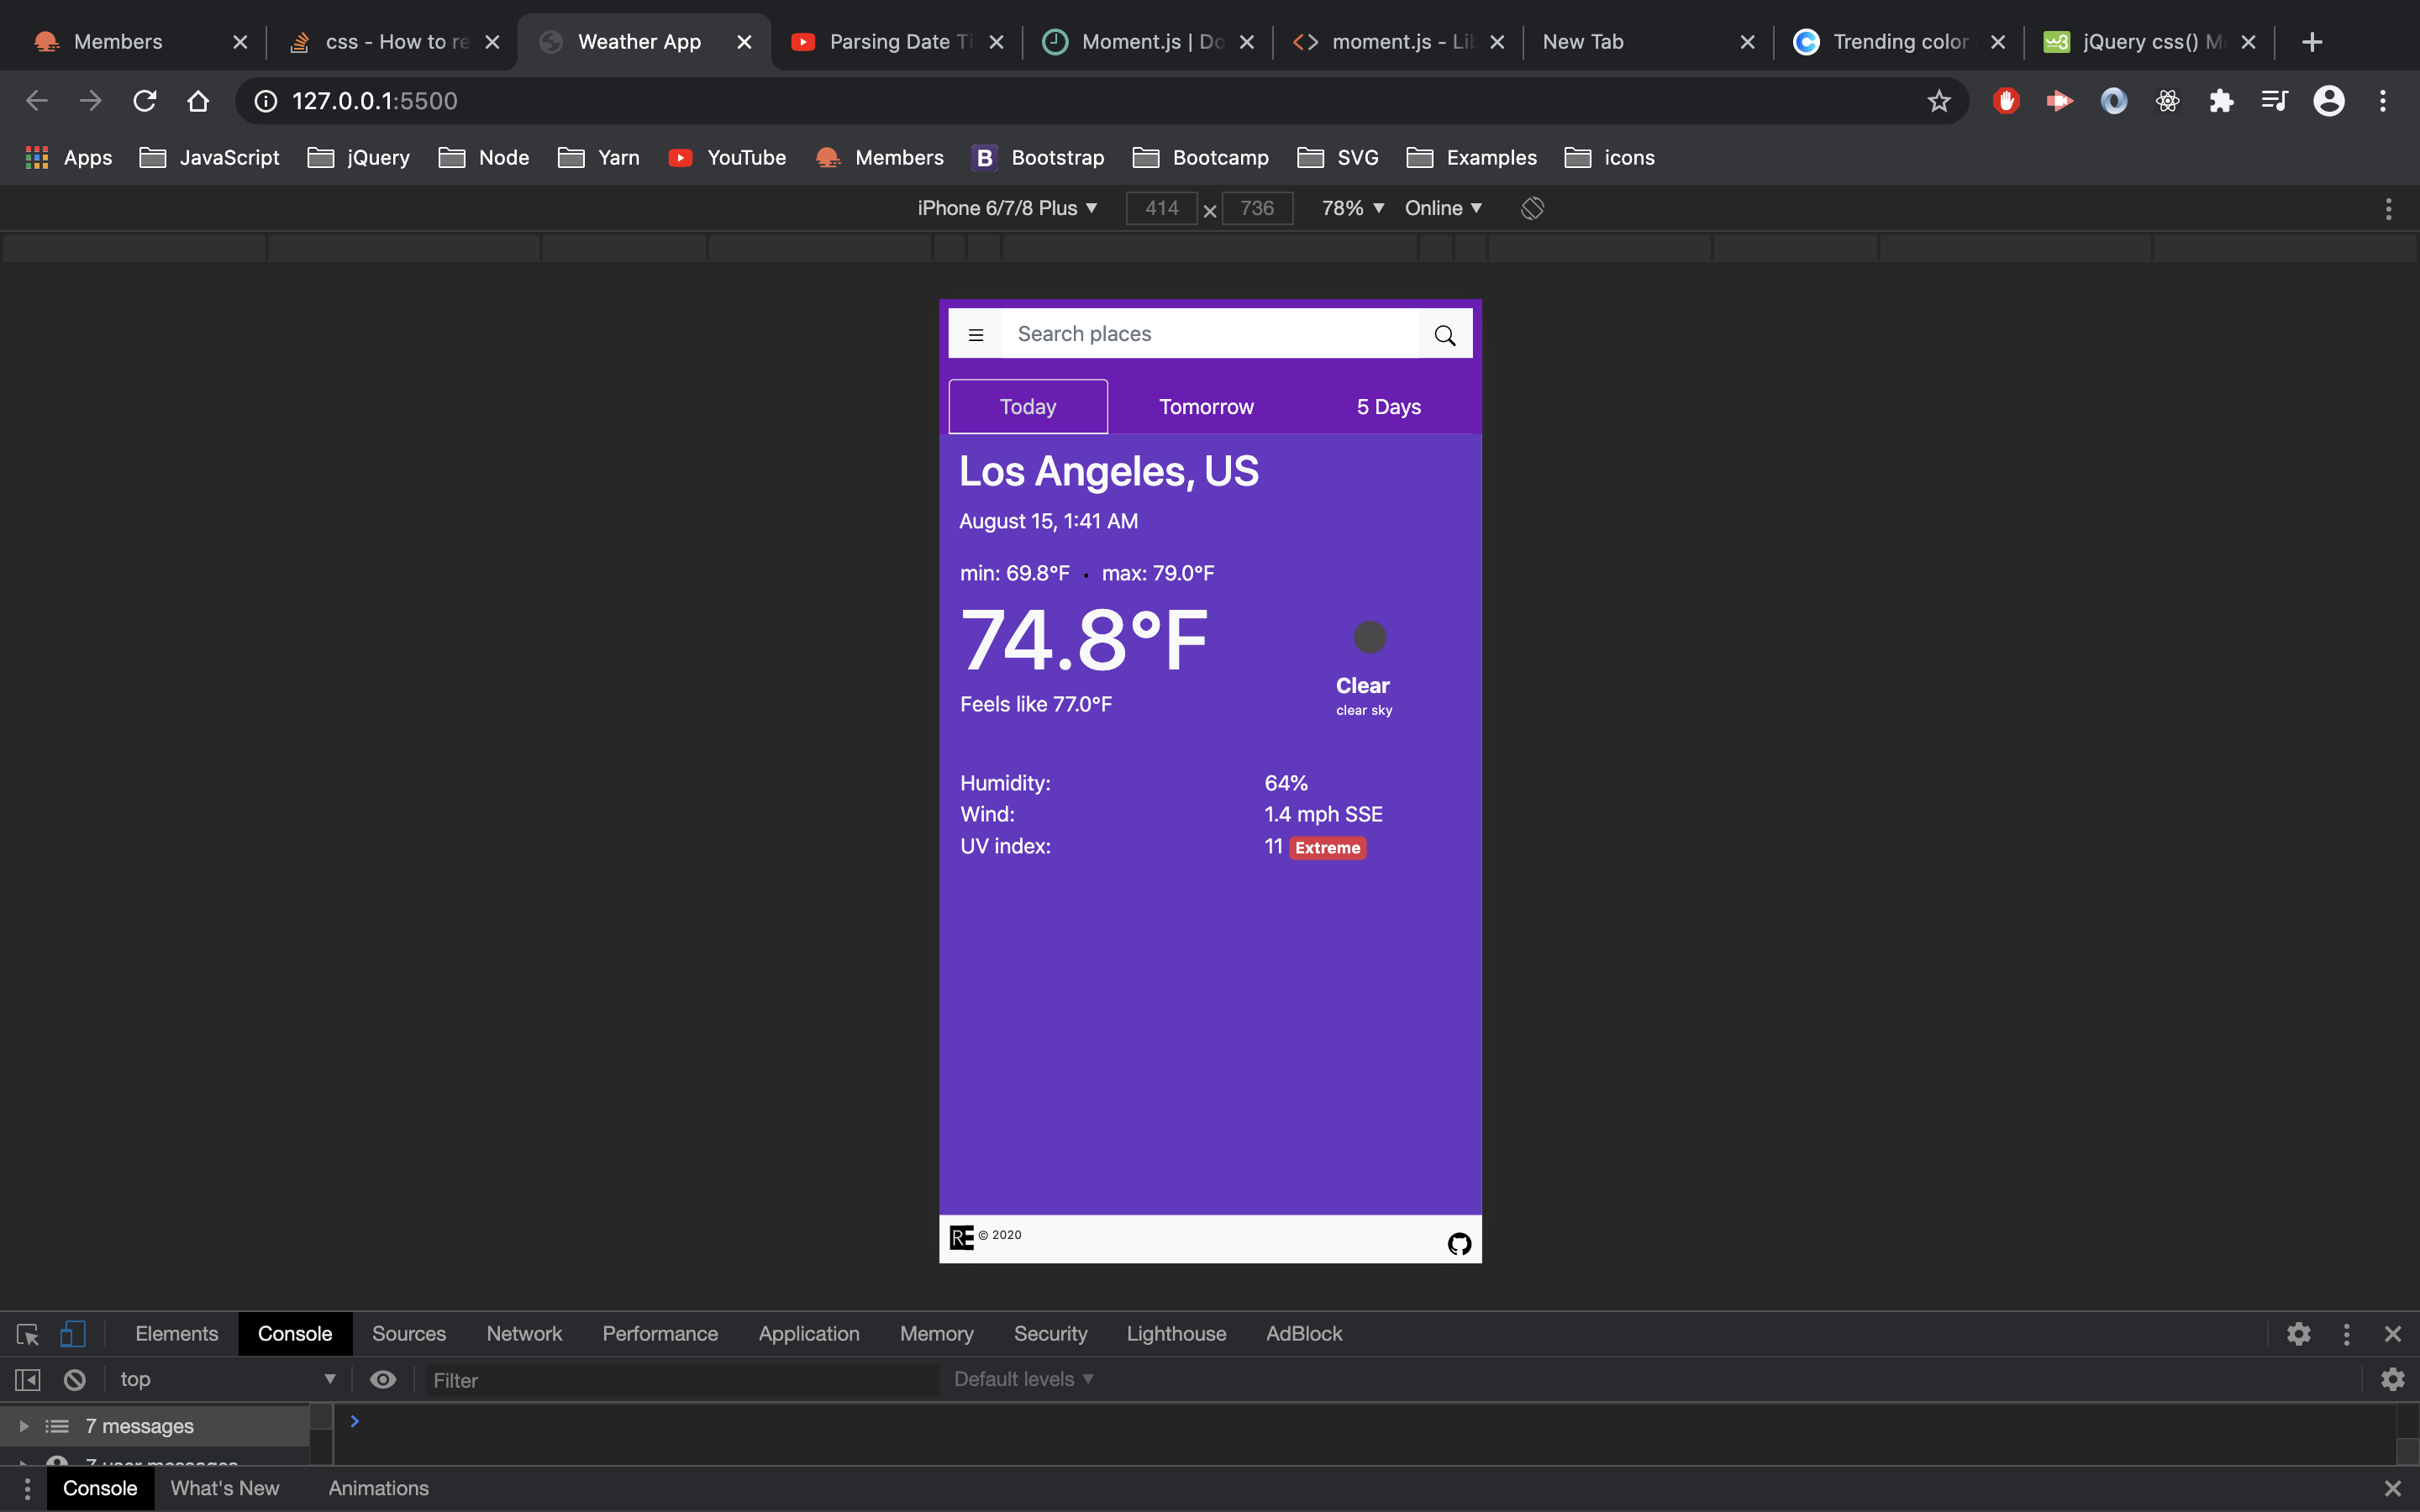 Members css - How to re Weather App Parsing Date Ti Moment.js | Do moment.js - Lib New Tab Trending color jQuery css() M
127.0.0.1:5500
Apps JavaScript jQuery Node Yarn YouTube Members B Bootstrap Bootcamp SVG Examples icons
iPhone 6/7/8 Plus ▼ 414 × 736 78% ▼ Online ▼
Search places
Today Tomorrow 5 Days
Los Angeles, US
August 15, 1:41 AM
min: 69.8°F · max: 79.0°F
74.8°F
Clear
Feels like 77.0°F
clear sky
Humidity: 64%
Wind: 1.4 mph SSE
UV index: 11 Extreme
RE © 2020
Elements Console Sources Network Performance Application Memory Security Lighthouse AdBlock
top ▼ Filter Default levels ▼
7 messages
7 user messages
Console What's New Animations